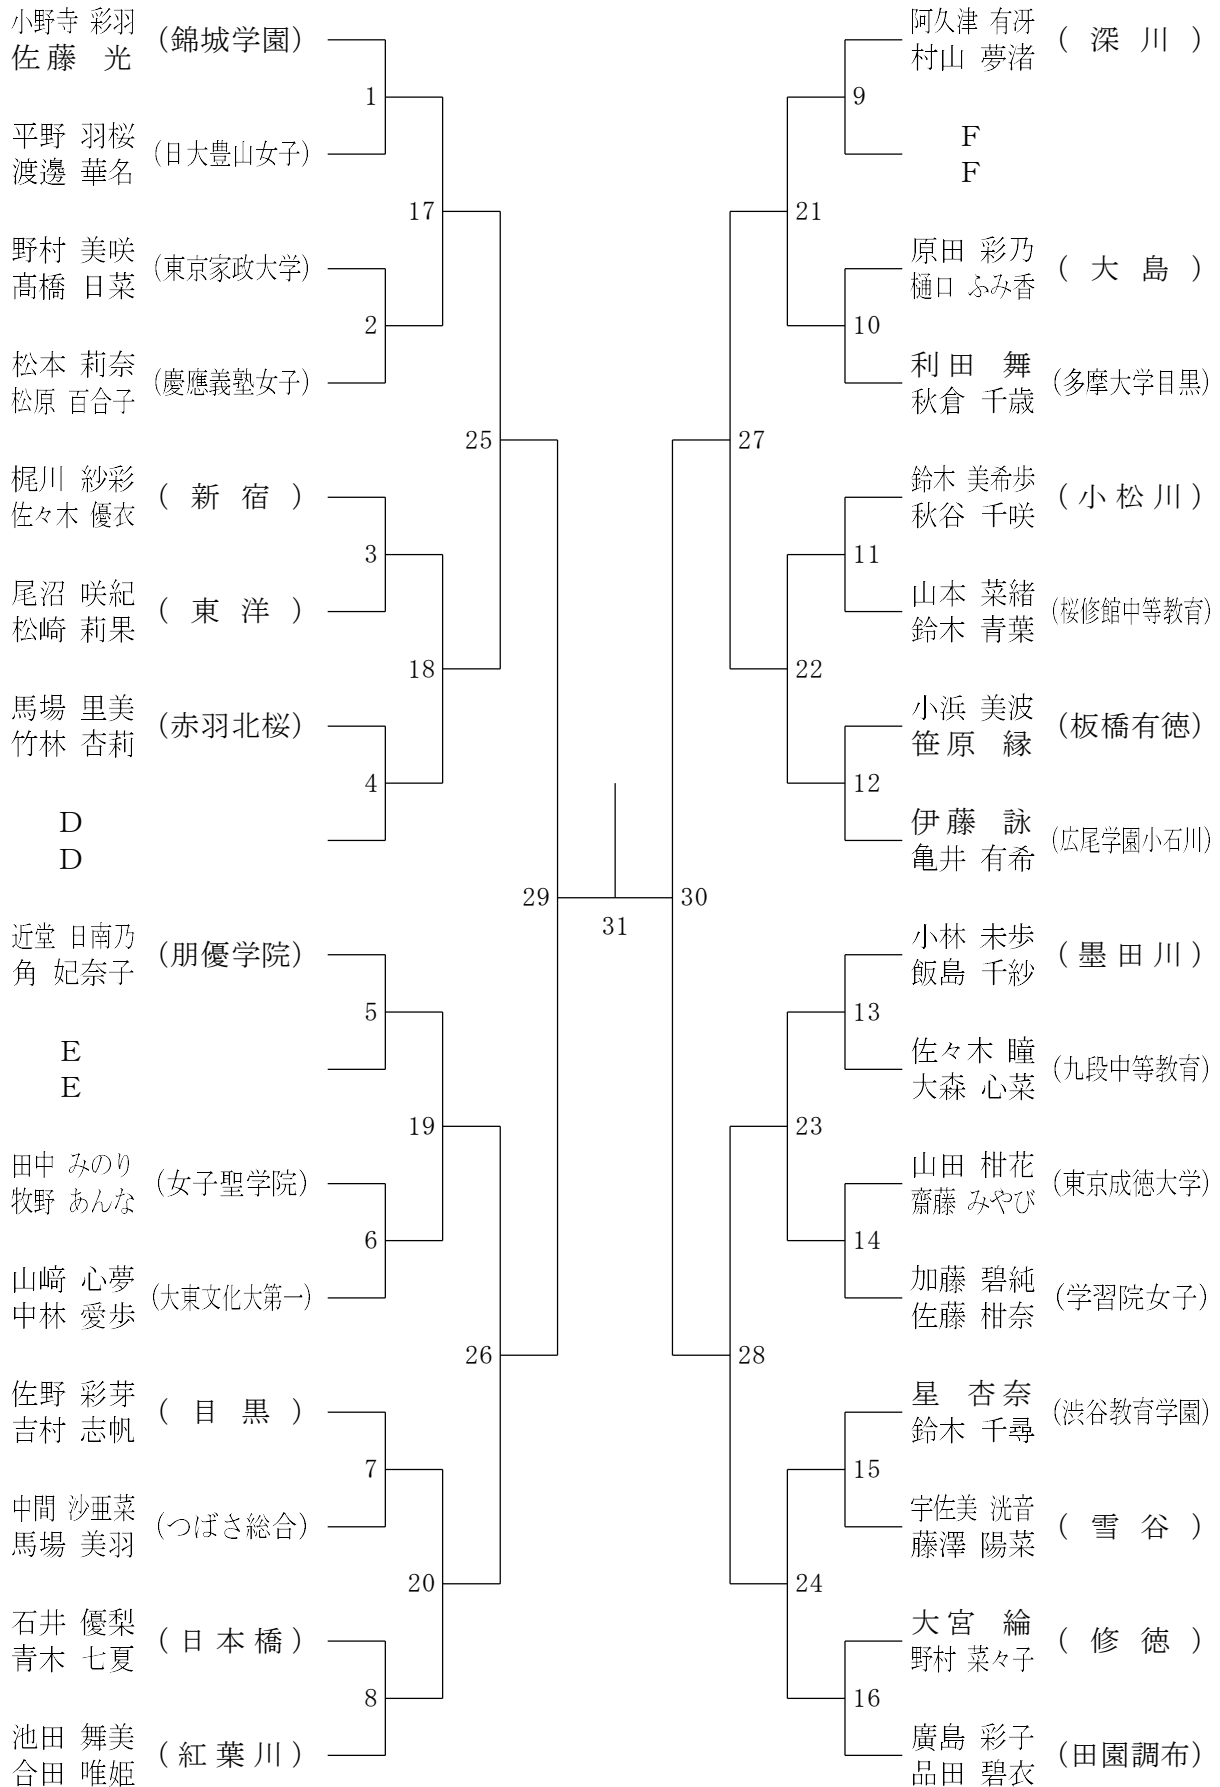 小野寺 彩羽
佐藤 光
(錦城学園)
1
平野 羽桜
渡邊 華名
(日大豊山女子)
17
野村 美咲
髙橋 日菜
(東京家政大学)
2
松本 莉奈
松原 百合子
(慶應義塾女子)
25
梶川 紗彩
佐々木 優衣
(新宿)
3
尾沼 咲紀
松崎 莉果
(東洋)
18
馬場 里美
竹林 杏莉
(赤羽北桜)
4
D
D
29
近堂 日南乃
角 妃奈子
(朋優学院)
5
E
E
19
田中 みのり
牧野 あんな
(女子聖学院)
6
山﨑 心夢
中林 愛歩
(大東文化大第一)
26
佐野 彩芽
吉村 志帆
(目黒)
7
中間 沙亜菜
馬場 美羽
(つばさ総合)
20
石井 優梨
青木 七夏
(日本橋)
8
池田 舞美
合田 唯姫
(紅葉川)
31
阿久津 有冴
村山 夢渚
(深川)
9
F
F
21
原田 彩乃
樋口 ふみ香
(大島)
10
利田 舞
秋倉 千歳
(多摩大学目黒)
27
鈴木 美希歩
秋谷 千咲
(小松川)
11
山本 菜緒
鈴木 青葉
(桜修館中等教育)
22
小浜 美波
笹原 縁
(板橋有徳)
12
伊藤 詠
亀井 有希
(広尾学園小石川)
30
小林 未歩
飯島 千紗
(墨田川)
13
佐々木 瞳
大森 心菜
(九段中等教育)
23
山田 柑花
齋藤 みやび
(東京成徳大学)
14
加藤 碧純
佐藤 柑奈
(学習院女子)
28
星 杏奈
鈴木 千尋
(渋谷教育学園)
15
宇佐美 洸音
藤澤 陽菜
(雪谷)
24
大宮 綸
野村 菜々子
(修徳)
16
廣島 彩子
品田 碧衣
(田園調布)